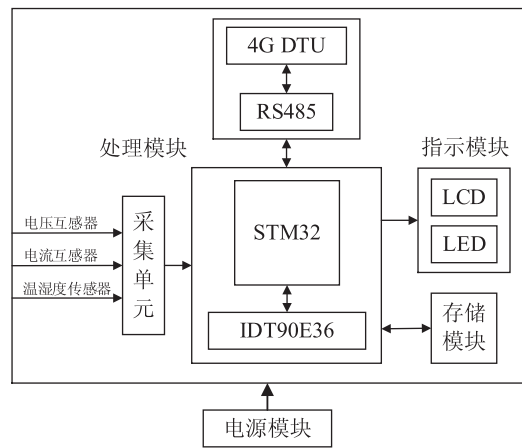 4G DTU
RS485
处理模块
指示模块
LCD
LED
电压互感器
电流互感器
温湿度传感器
采集单元
STM32
IDT90E36
存储
模块
电源模块